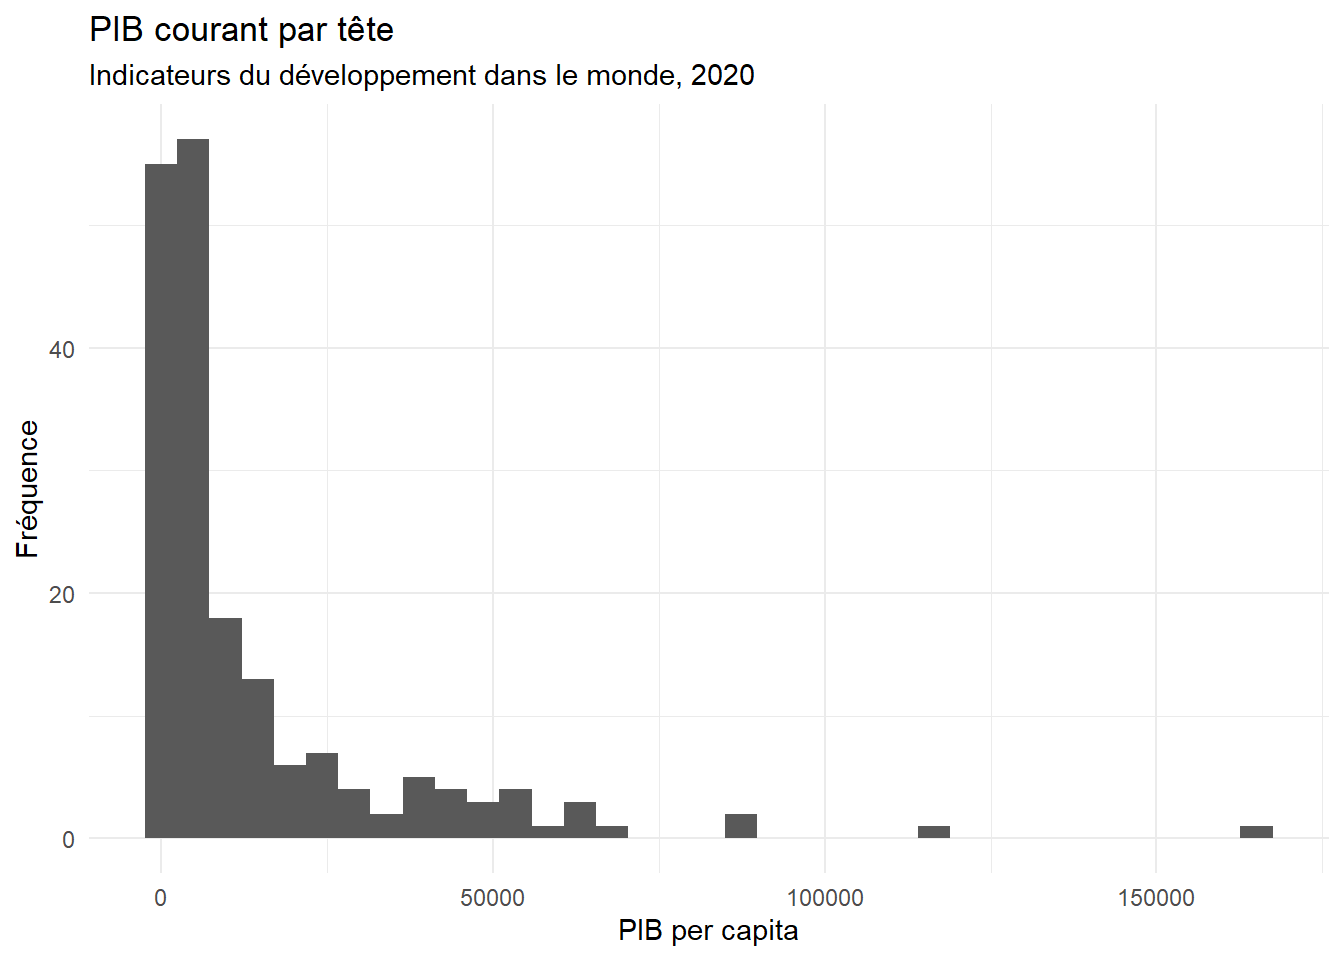 PIB courant par tête
Indicateurs du développement dans le monde, 2020
Fréquence
40
20
0
0 50000 100000 150000
PIB per capita